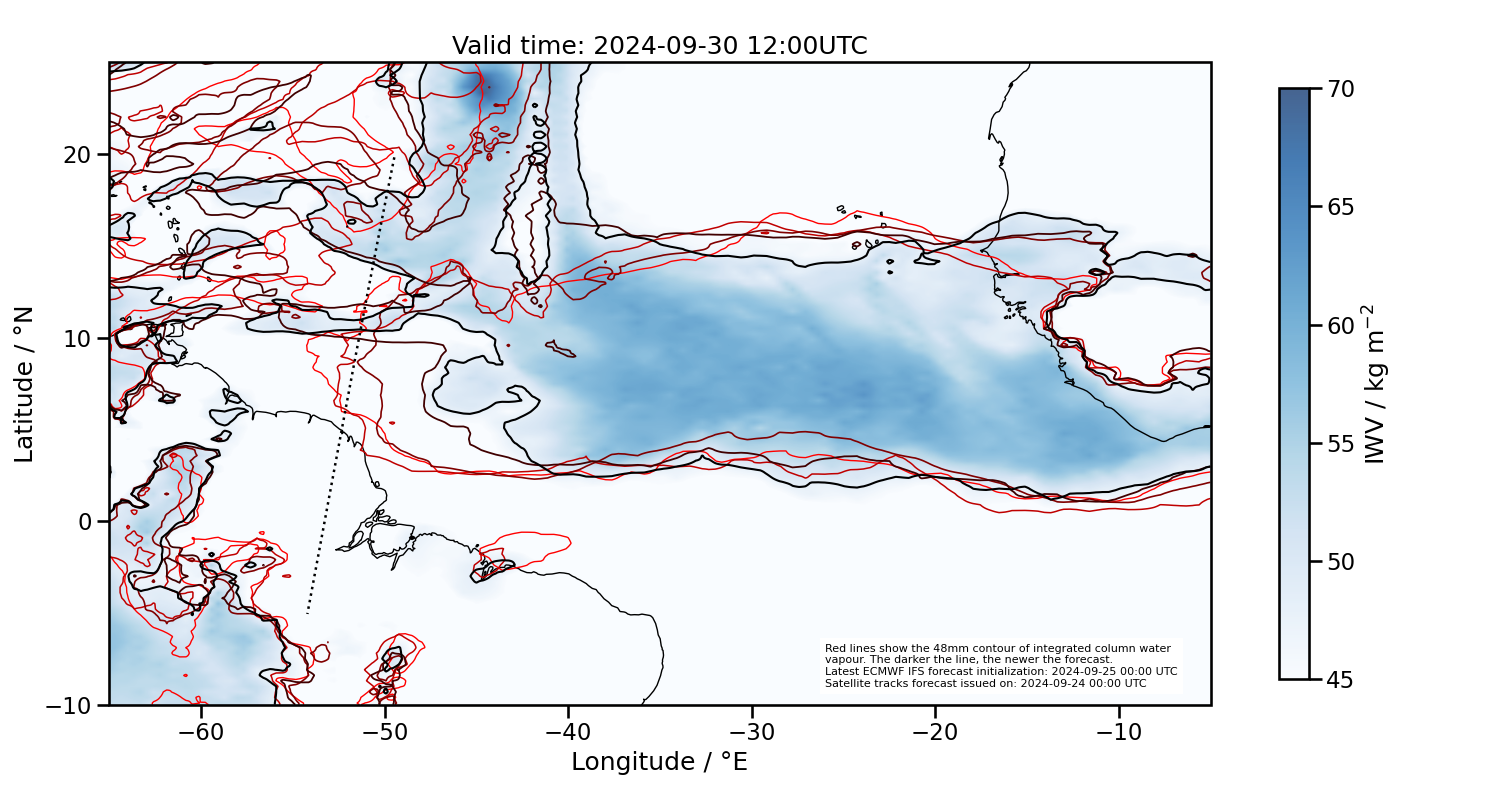 Valid time: 2024-09-30 12:00UTC
70
65
60
55
50
45
IWV / kg m−2
20
10
0
−10
Latitude / °N
−60
−50
−40
−30
−20
−10
Longitude / °E
Red lines show the 48mm contour of integrated column water
vapour. The darker the line, the newer the forecast.
Latest ECMWF IFS forecast initialization: 2024-09-25 00:00 UTC
Satellite tracks forecast issued on: 2024-09-24 00:00 UTC